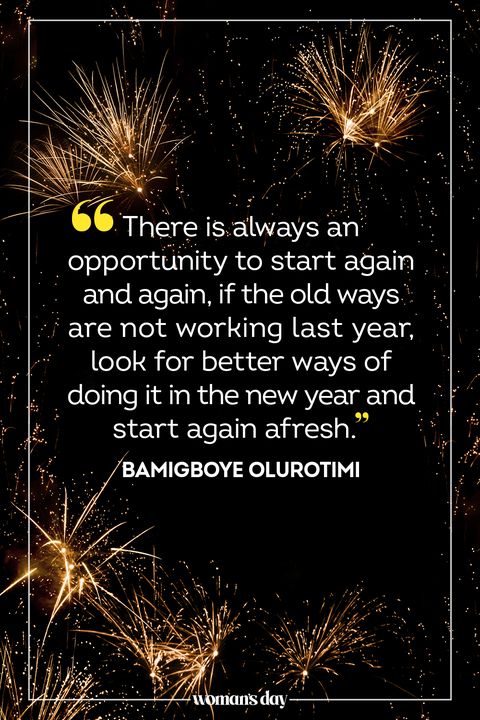 “ There is always an
opportunity to start again
and again, if the old ways
are not working last year,
look for better ways of
doing it in the new year and
start again afresh.”
BAMIGBOYE OLUROTIMI
woman's day